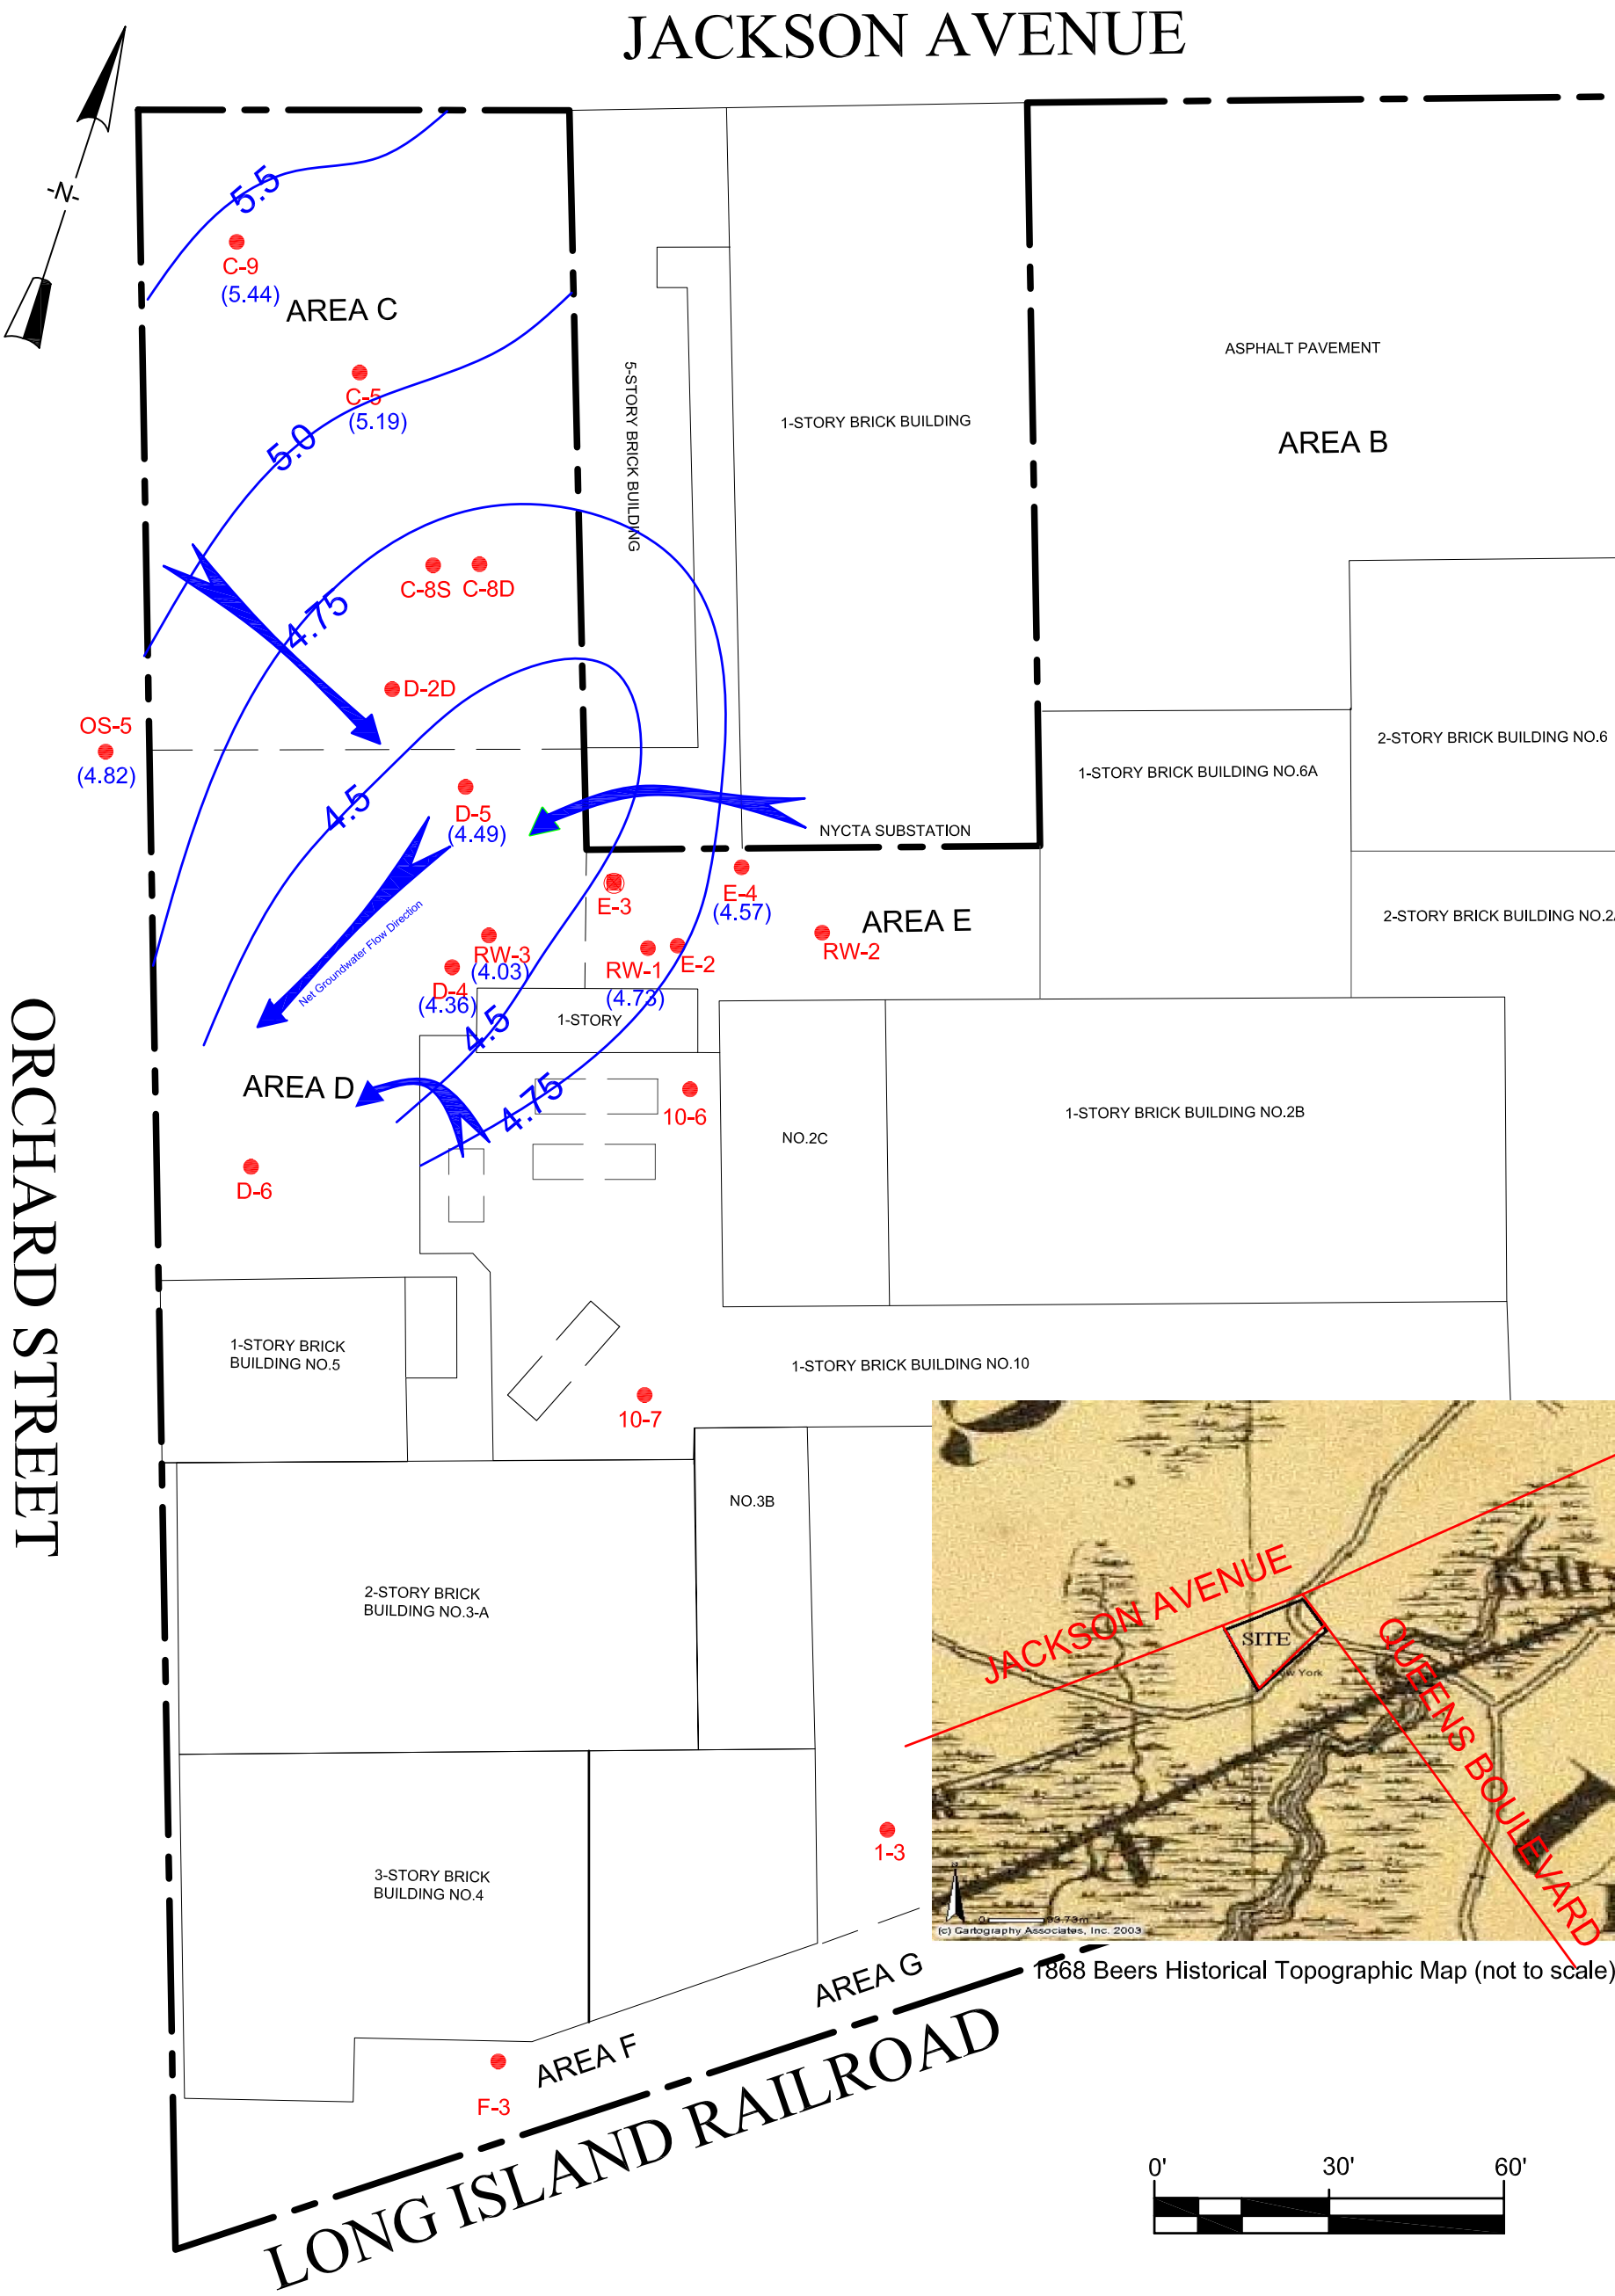 JACKSON AVENUE
-N-
5.5
C-9
(5.44)
AREA C
C-5
(5.19)
5.0
5-STORY BRICK BUILDING
1-STORY BRICK BUILDING
ASPHALT PAVEMENT
AREA B
C-8S
C-8D
4.75
D-2D
OS-5
(4.82)
4.5
D-5
(4.49)
NYCTA SUBSTATION
1-STORY BRICK BUILDING NO.6A
2-STORY BRICK BUILDING NO.6
E-3
E-4
(4.57)
AREA E
2-STORY BRICK BUILDING NO.2
RW-2
RW-3
(4.03)
D-4
(4.36)
RW-1
(4.73)
E-2
Net Groundwater Flow Direction
1-STORY
4.5
4.75
AREA D
10-6
NO.2C
1-STORY BRICK BUILDING NO.2B
D-6
ORCHARD STREET
1-STORY BRICK
BUILDING NO.5
1-STORY BRICK BUILDING NO.10
10-7
NO.3B
2-STORY BRICK
BUILDING NO.3-A
3-STORY BRICK
BUILDING NO.4
1-3
JACKSON AVENUE
SITE
New York
QUEENS BOULEVARD
(c) Cartography Associates, Inc. 2003
1868 Beers Historical Topographic Map (not to scale)
AREA G
AREA F
F-3
LONG ISLAND RAILROAD
0'
30'
60'